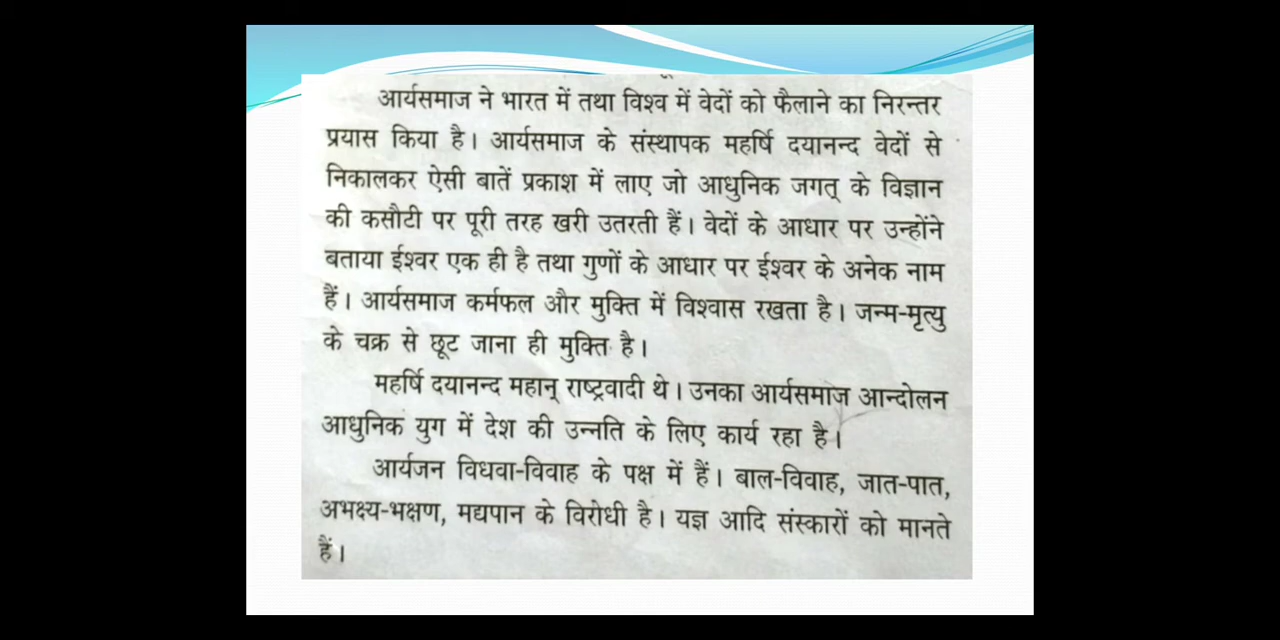 आर्यसमाज ने भारत में तथा विश्व में वेदों को फैलाने का निरन्तर
प्रयास किया है। आर्यसमाज के संस्थापक महर्षि दयानन्द वेदों से
निकालकर ऐसी बातें प्रकाश में लाए जो आधुनिक जगत् के विज्ञान
की कसौटी पर पूरी तरह खरी उतरती हैं। वेदों के आधार पर उन्होंने
बताया ईश्वर एक ही है तथा गुणों के आधार पर ईश्वर के अनेक नाम
हैं। आर्यसमाज कर्मफल और मुक्ति में विश्वास रखता है। जन्म-मृत्यु
के चक्र से छूट जाना ही मुक्ति है।
महर्षि दयानन्द महान् राष्ट्रवादी थे। उनका आर्यसमाज आन्दोलन
आधुनिक युग में देश की उन्नति के लिए कार्य रहा है।
आर्यजन विधवा-विवाह के पक्ष में हैं। बाल-विवाह, जात-पात,
अभक्ष्य-भक्षण, मद्यपान के विरोधी है। यज्ञ आदि संस्कारों को मानते
हैं।